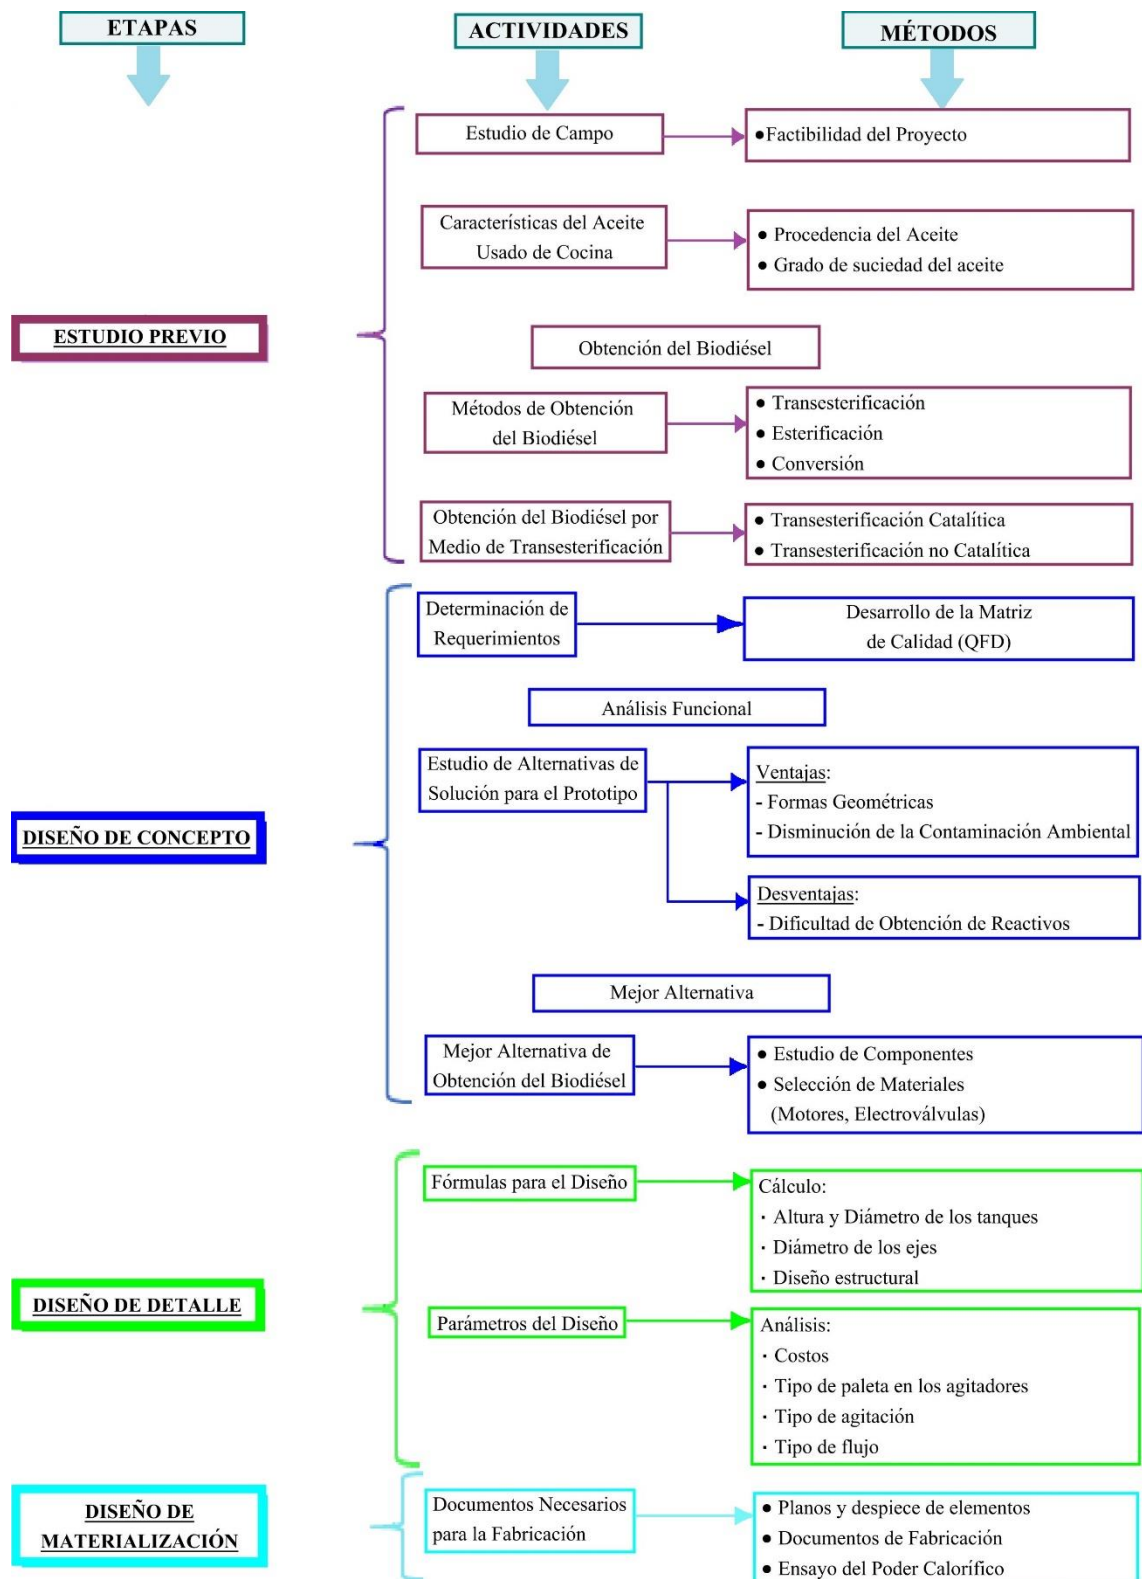 ETAPAS
ACTIVIDADES
MÉTODOS
ESTUDIO PREVIO
Estudio de Campo
●Factibilidad del Proyecto
Características del Aceite
Usado de Cocina
● Procedencia del Aceite
● Grado de suciedad del aceite
Obtención del Biodiésel
Métodos de Obtención
del Biodiésel
● Transesterificación
● Esterificación
● Conversión
Obtención del Biodiésel por
Medio de Transesterificación
● Transesterificación Catalítica
● Transesterificación no Catalítica
DISEÑO DE CONCEPTO
Determinación de
Requerimientos
Desarrollo de la Matriz
de Calidad (QFD)
Análisis Funcional
Estudio de Alternativas de
Solución para el Prototipo
Ventajas:
- Formas Geométricas
- Disminución de la Contaminación Ambiental
Desventajas:
- Dificultad de Obtención de Reactivos
Mejor Alternativa
Mejor Alternativa de
Obtención del Biodiésel
● Estudio de Componentes
● Selección de Materiales
(Motores, Electroválvulas)
DISEÑO DE DETALLE
Fórmulas para el Diseño
Cálculo:
· Altura y Diámetro de los tanques
· Diámetro de los ejes
· Diseño estructural
Parámetros del Diseño
Análisis:
· Costos
· Tipo de paleta en los agitadores
· Tipo de agitación
· Tipo de flujo
DISEÑO DE
MATERIALIZACIÓN
Documentos Necesarios
para la Fabricación
● Planos y despiece de elementos
● Documentos de Fabricación
● Ensayo del Poder Calorífico